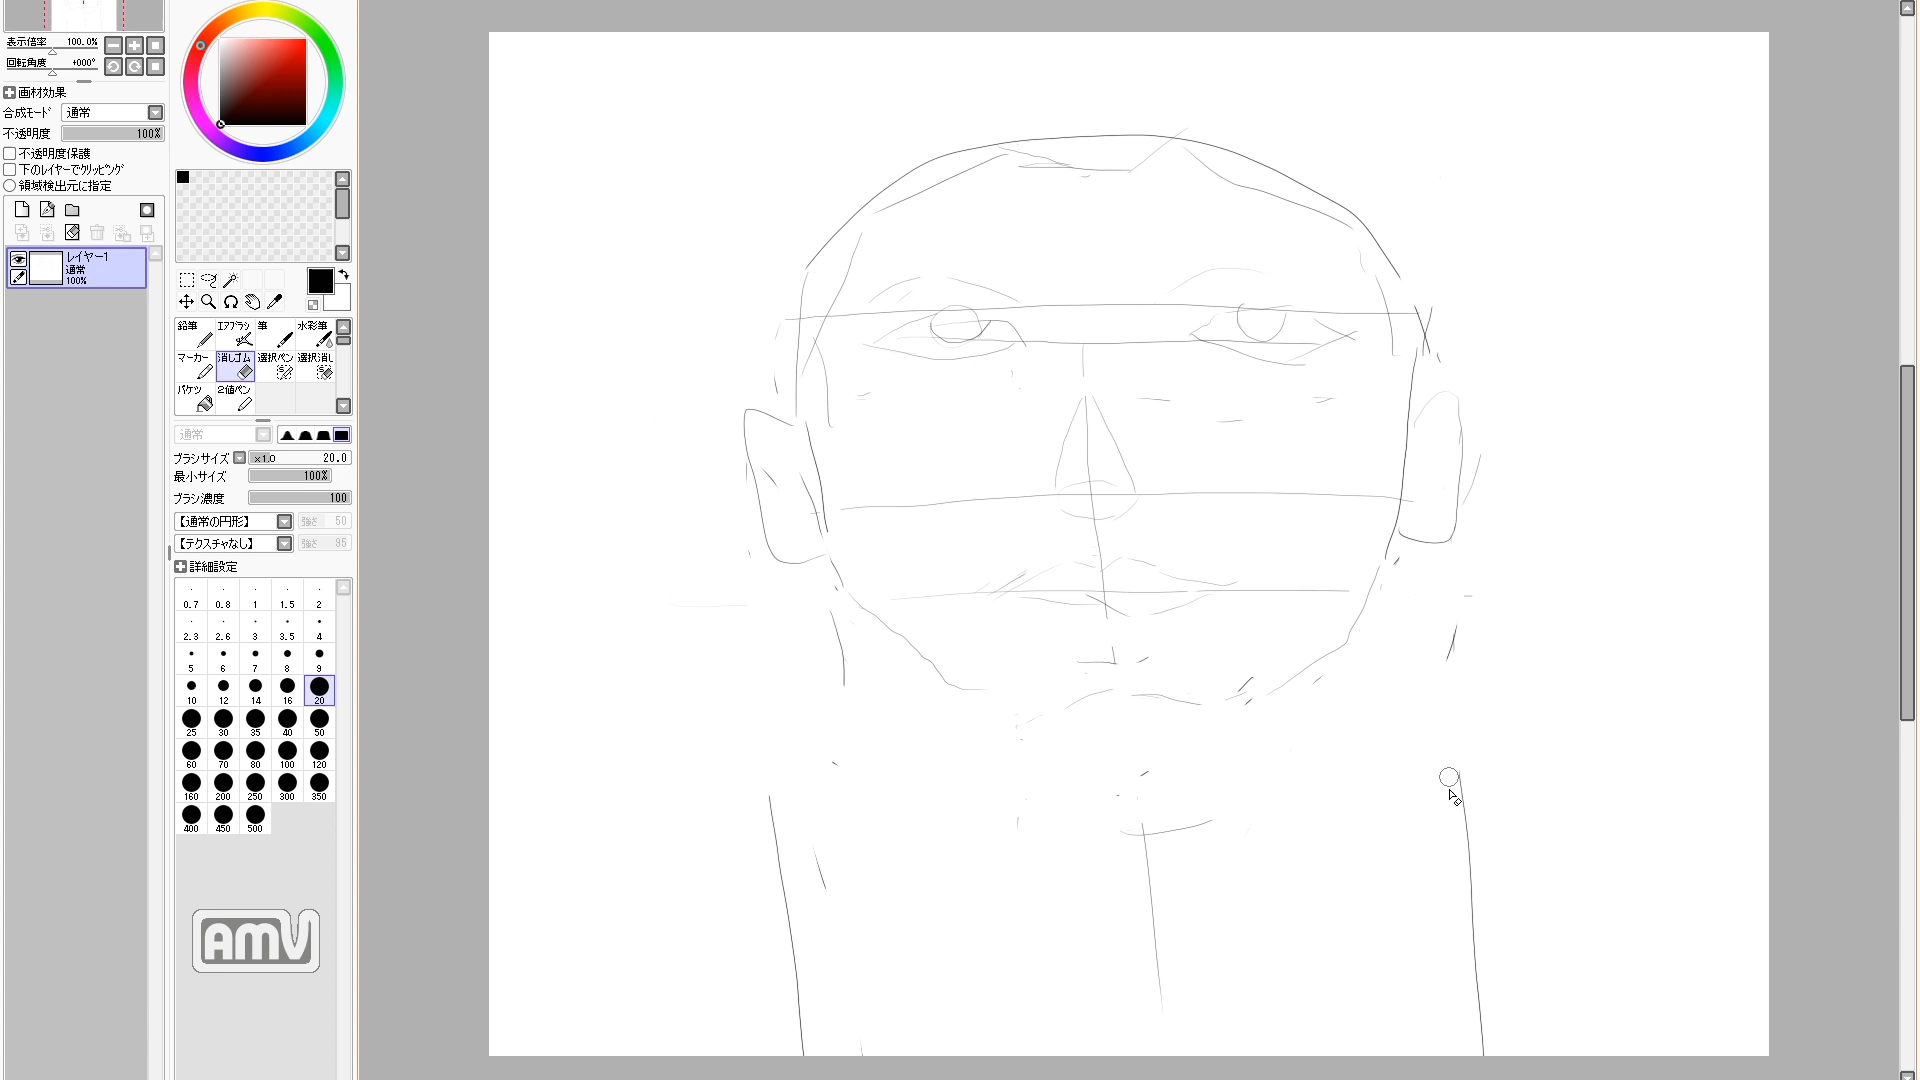 表示倍率 100.0%
回転角度 +000°
画材効果
合成モード 通常
不透明度 100%
不透明度保護
下のレイヤーでクリッピング
領域検出元に指定
レイヤー1
通常
100%
鉛筆 エアブラシ 筆 水彩筆
マーカー 消しゴム 選択ペン 選択消し
バケツ 2値ペン
通常
ブラシサイズ ×1.0 20.0
最小サイズ 100%
ブラシ濃度 100
【通常の円形】 強さ 50
【テクスチャなし】 強さ 95
詳細設定
0.7 0.8 1 1.5 2
2.3 2.6 3 3.5 4
5 6 7 8 9
10 12 14 16 20
25 30 35 40 50
60 70 80 100 120
160 200 250 300 350
400 450 500
AMV